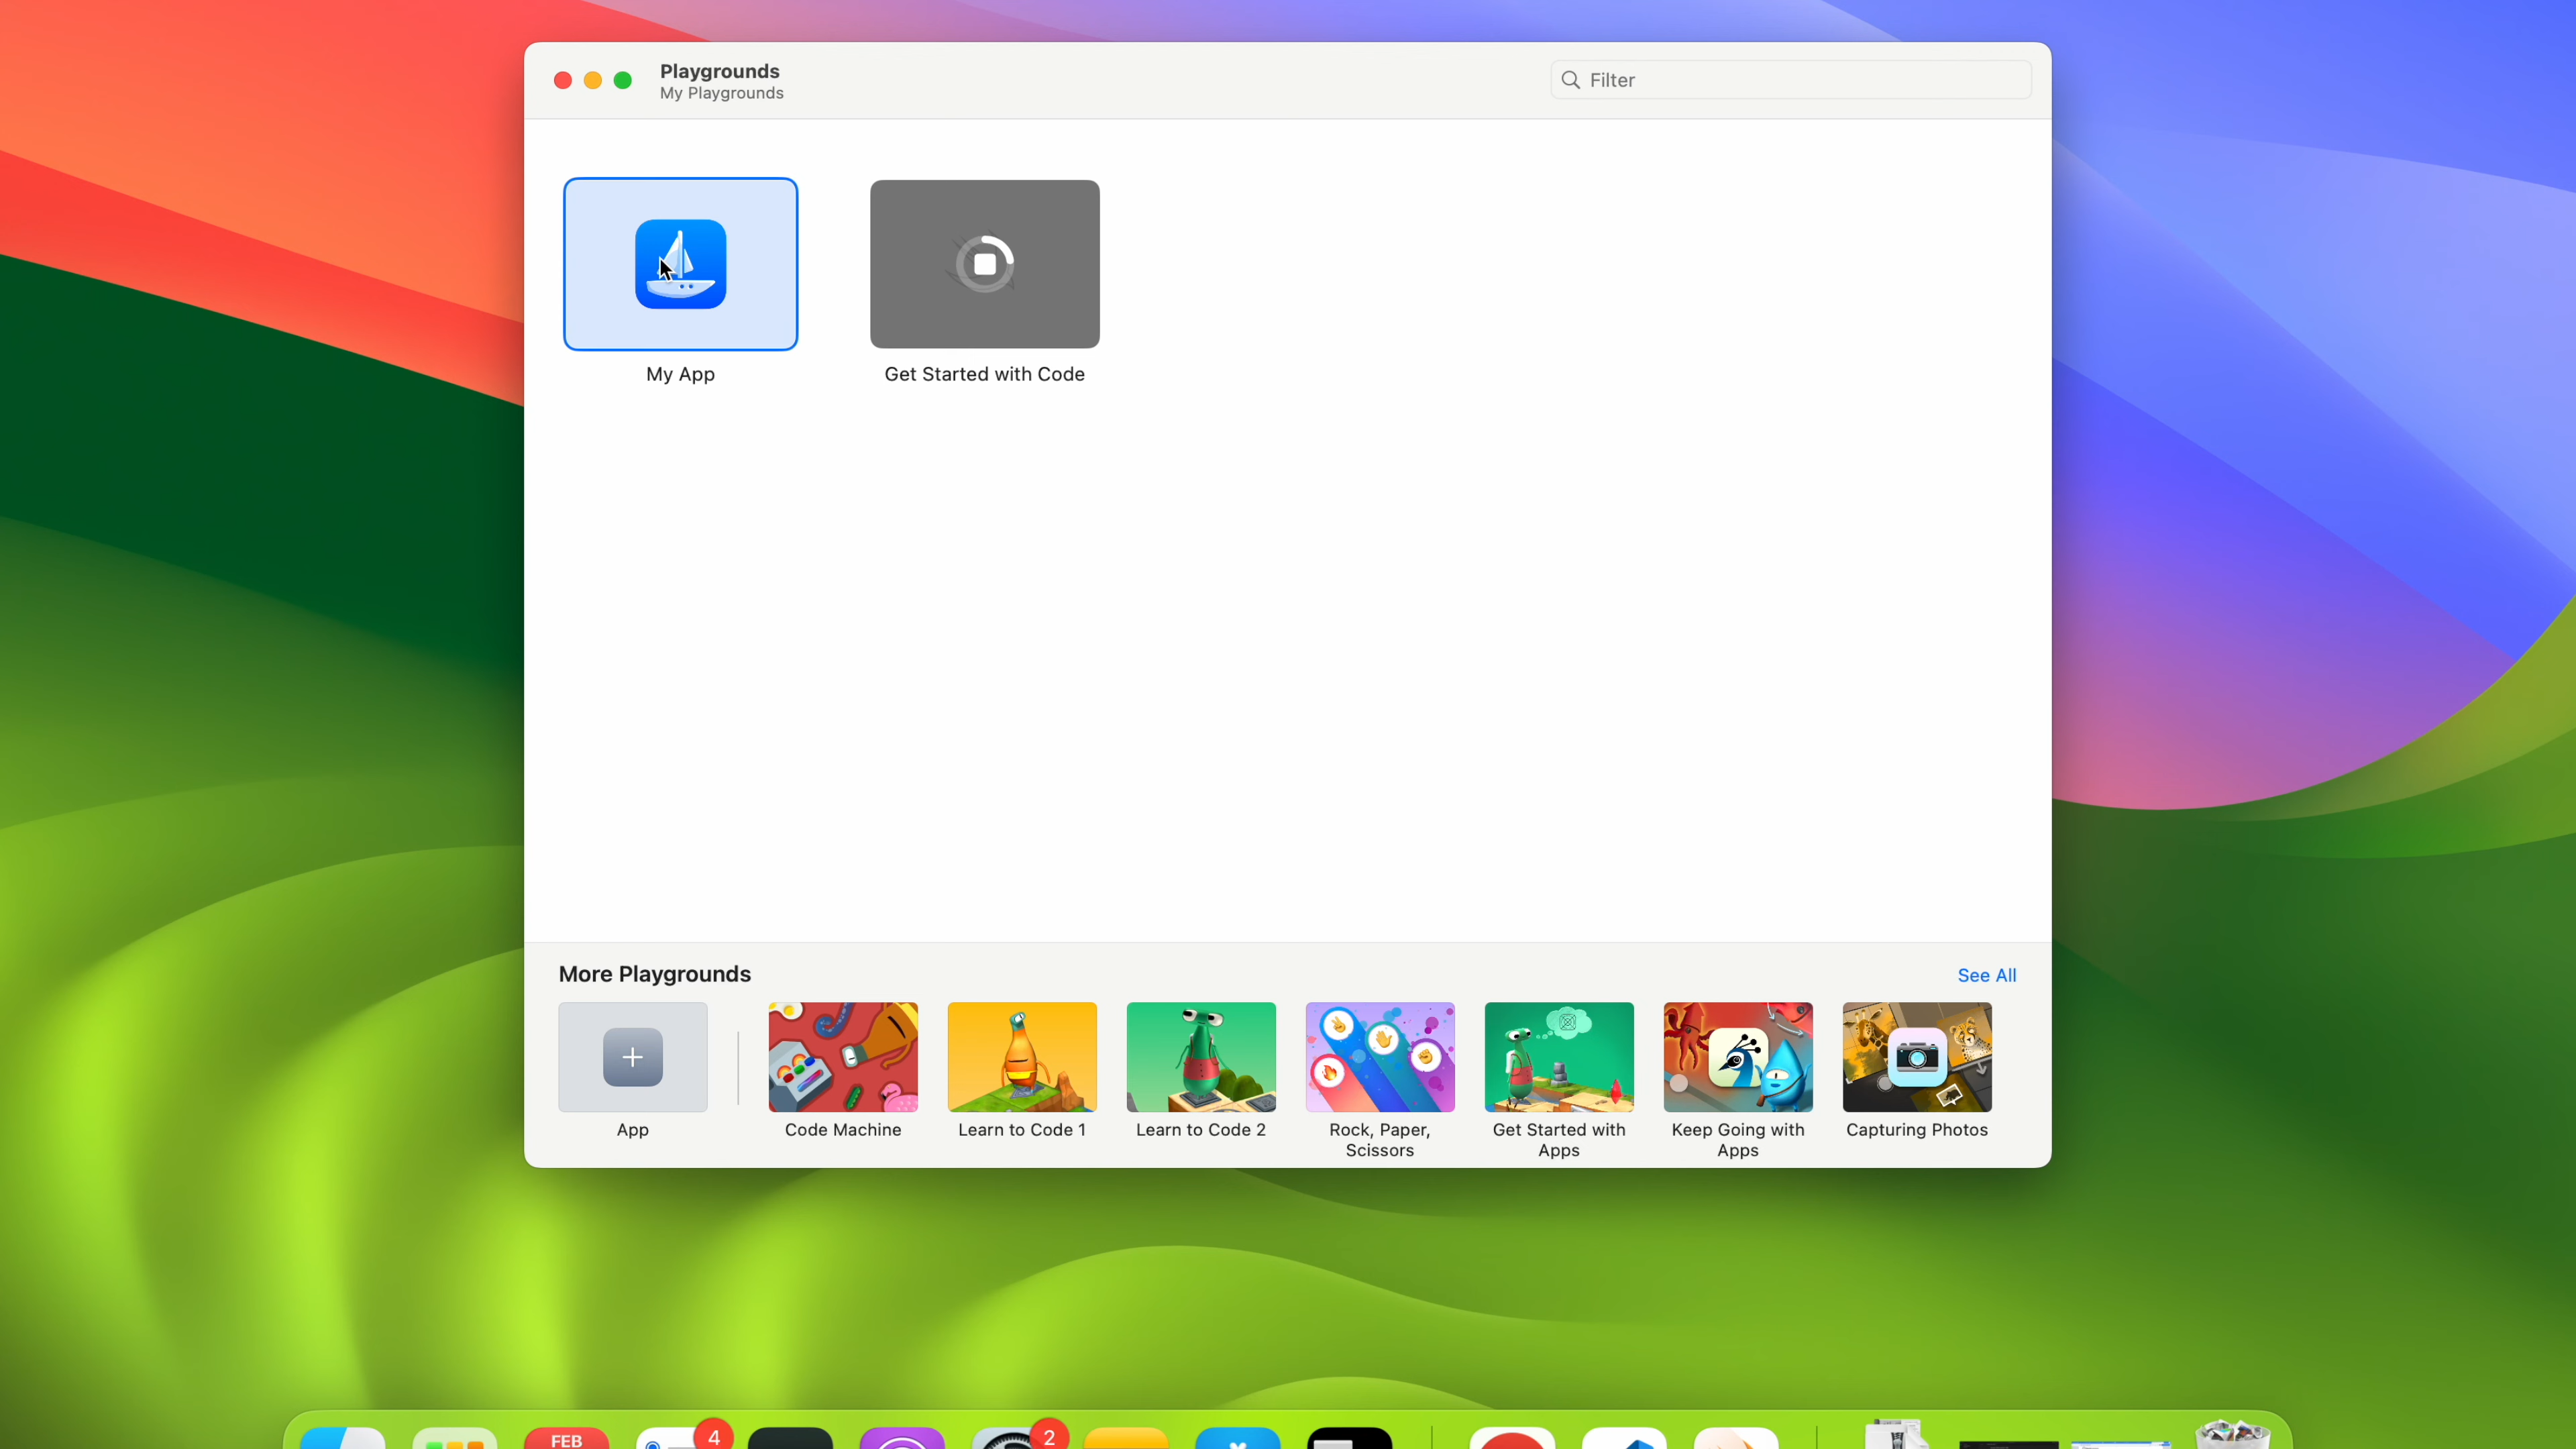 Playgrounds
My Playgrounds
Filter
My App
Get Started with Code
More Playgrounds
See All
App
Code Machine
Learn to Code 1
Learn to Code 2
Rock, Paper,
Scissors
Get Started with
Apps
Keep Going with
Apps
Capturing Photos
FEB
4
2